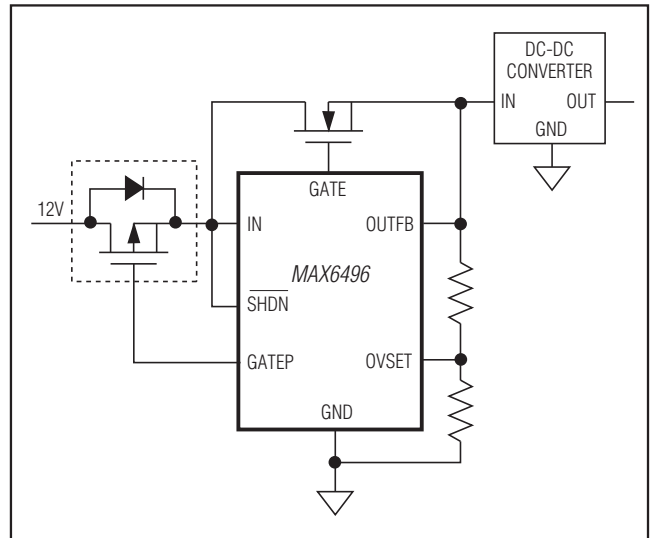 DC-DC
CONVERTER
IN OUT
GND
GATE
12V
IN OUTFB
MAX6496
SHDN
GATEP OVSET
GND